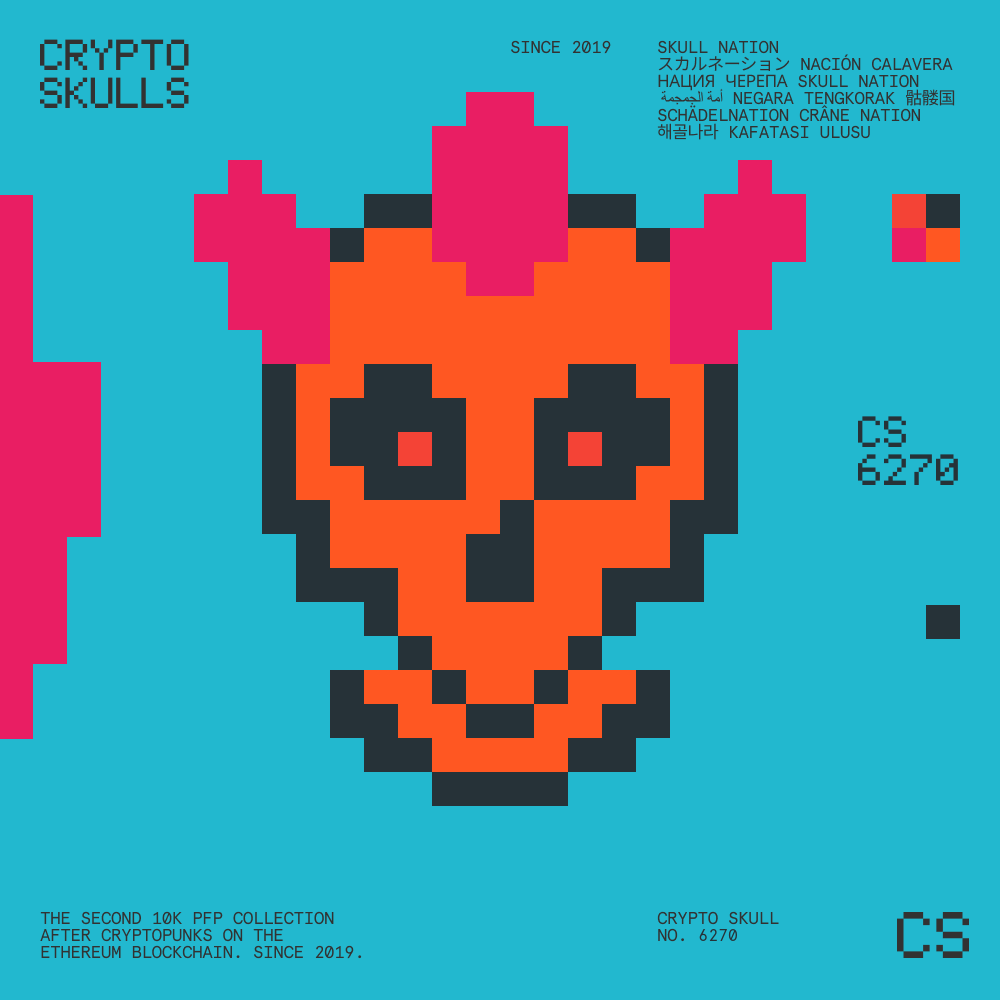 CRYPTO
SKULLS
SINCE 2019
SKULL NATION
スカルネーション NACIÓN CALAVERA
НАЦИЯ ЧЕРЕПА SKULL NATION
أمة الجمجمة NEGARA TENGKORAK 骷髅国
SCHÄDELNATION CRÂNE NATION
해골나라 KAFATASI ULUSU
CS
6270
THE SECOND 10K PFP COLLECTION
AFTER CRYPTOPUNKS ON THE
ETHEREUM BLOCKCHAIN. SINCE 2019.
CRYPTO SKULL
NO. 6270
CS